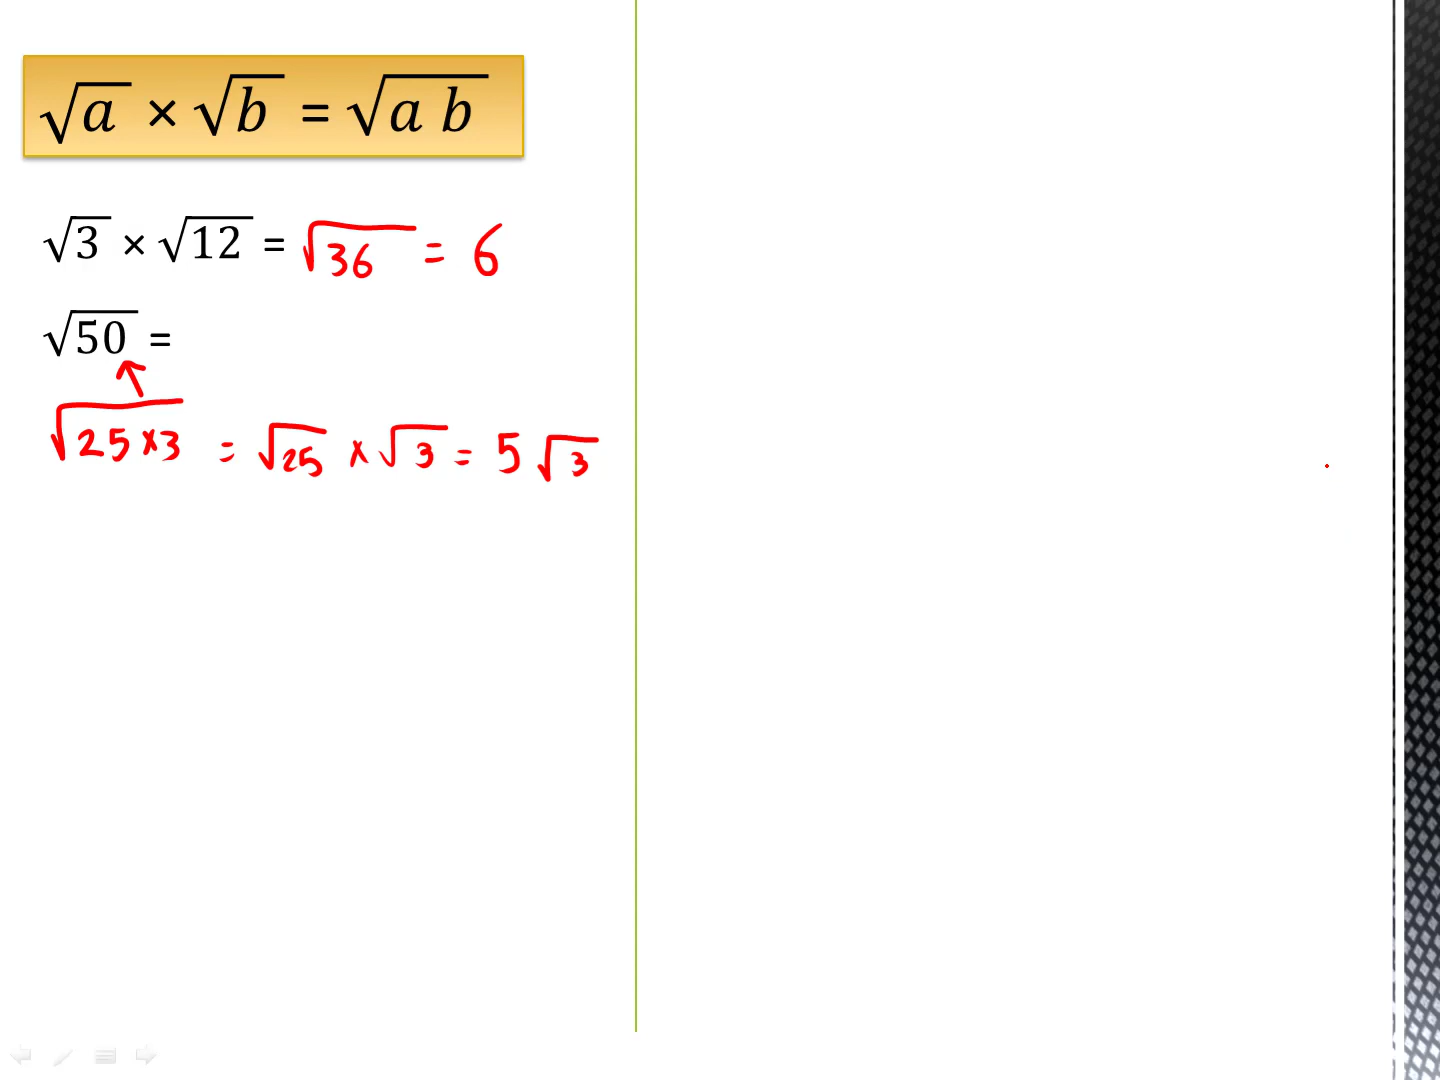 √a × √b = √a b
√3 × √12 = √36 = 6
√50 =
√25×3 = √25 × √3 = 5 √3